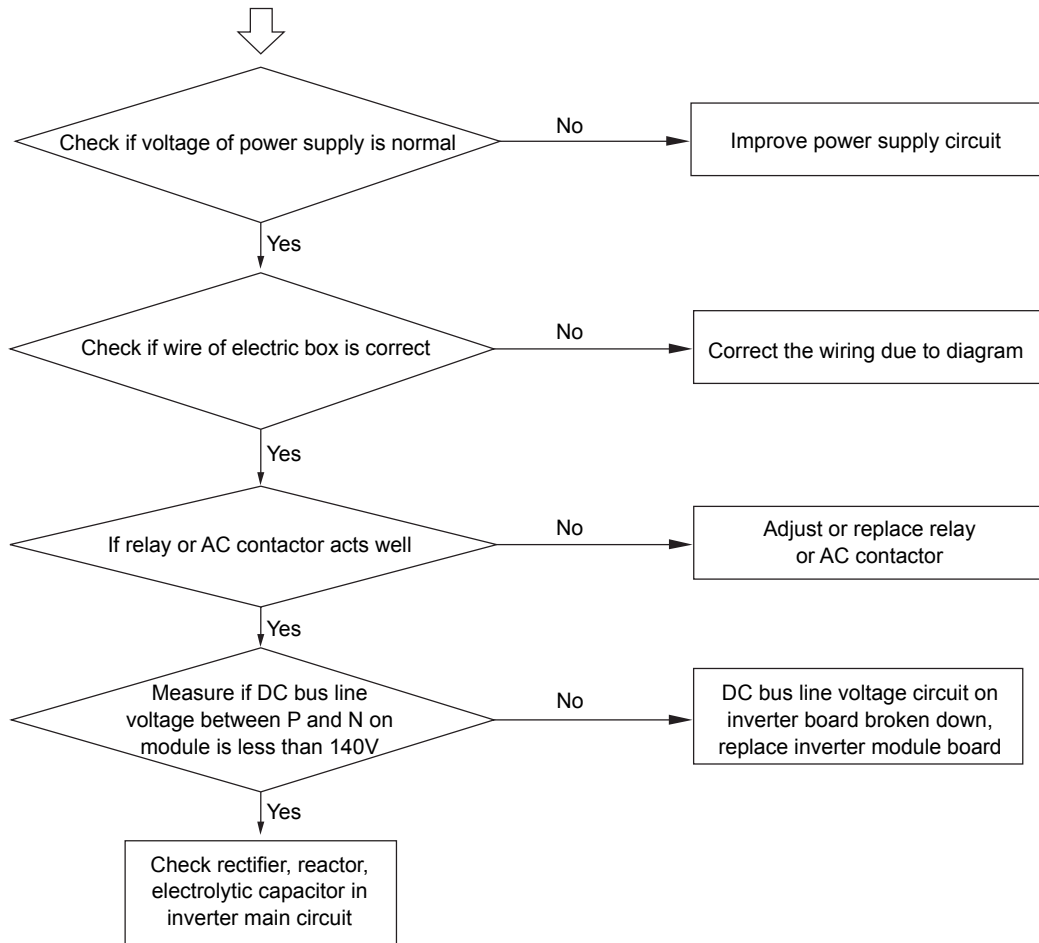 Check if voltage of power supply is normal
No
Improve power supply circuit
Yes
Check if wire of electric box is correct
No
Correct the wiring due to diagram
Yes
If relay or AC contactor acts well
No
Adjust or replace relay
or AC contactor
Yes
Measure if DC bus line
voltage between P and N on
module is less than 140V
No
DC bus line voltage circuit on
inverter board broken down,
replace inverter module board
Yes
Check rectifier, reactor,
electrolytic capacitor in
inverter main circuit